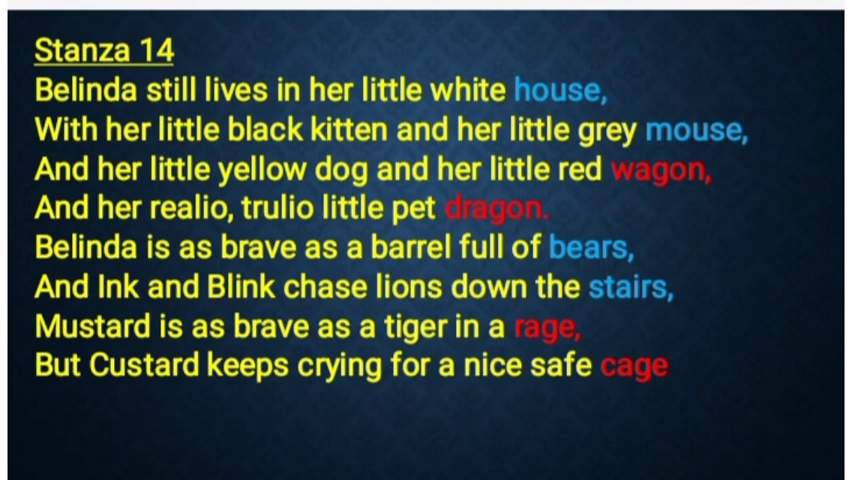 Stanza 14
Belinda still lives in her little white house,
With her little black kitten and her little grey mouse,
And her little yellow dog and her little red wagon,
And her realio, trulio little pet dragon.
Belinda is as brave as a barrel full of bears,
And Ink and Blink chase lions down the stairs,
Mustard is as brave as a tiger in a rage,
But Custard keeps crying for a nice safe cage